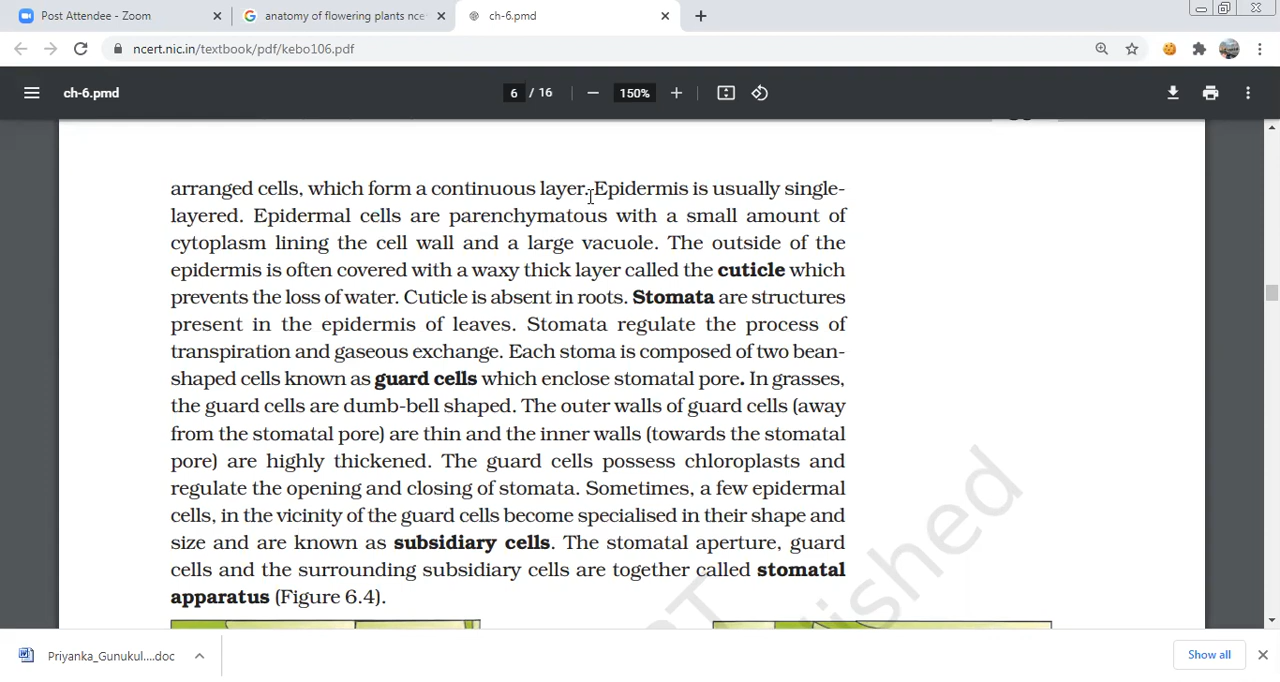 Post Attendee - Zoom
anatomy of flowering plants nce
ch-6.pmd
ncert.nic.in/textbook/pdf/kebo106.pdf
ch-6.pmd
6 / 16
150%
arranged cells, which form a continuous layer. Epidermis is usually single-
layered. Epidermal cells are parenchymatous with a small amount of
cytoplasm lining the cell wall and a large vacuole. The outside of the
epidermis is often covered with a waxy thick layer called the cuticle which
prevents the loss of water. Cuticle is absent in roots. Stomata are structures
present in the epidermis of leaves. Stomata regulate the process of
transpiration and gaseous exchange. Each stoma is composed of two bean-
shaped cells known as guard cells which enclose stomatal pore. In grasses,
the guard cells are dumb-bell shaped. The outer walls of guard cells (away
from the stomatal pore) are thin and the inner walls (towards the stomatal
pore) are highly thickened. The guard cells possess chloroplasts and
regulate the opening and closing of stomata. Sometimes, a few epidermal
cells, in the vicinity of the guard cells become specialised in their shape and
size and are known as subsidiary cells. The stomatal aperture, guard
cells and the surrounding subsidiary cells are together called stomatal
apparatus (Figure 6.4).
Priyanka_Gunukul....doc
Show all